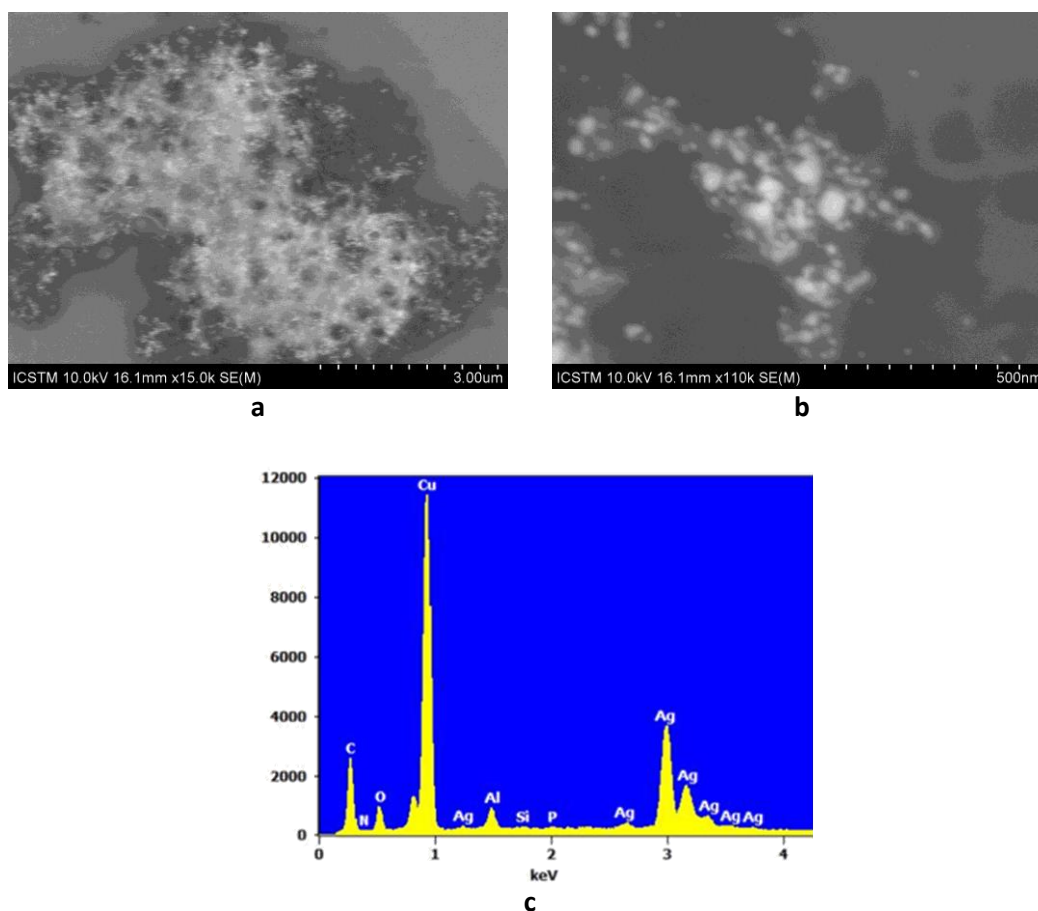 ICSTM 10.0kV 16.1mm x15.0k SE(M) 3.00um
ICSTM 10.0kV 16.1mm x110k SE(M) 500nm
a
b
12000
10000
8000
6000
4000
2000
0
Cu
C
N
O
Ag
Al
Si
P
Ag
Ag
Ag
Ag
Ag
Ag
0 1 2 3 4
keV
c